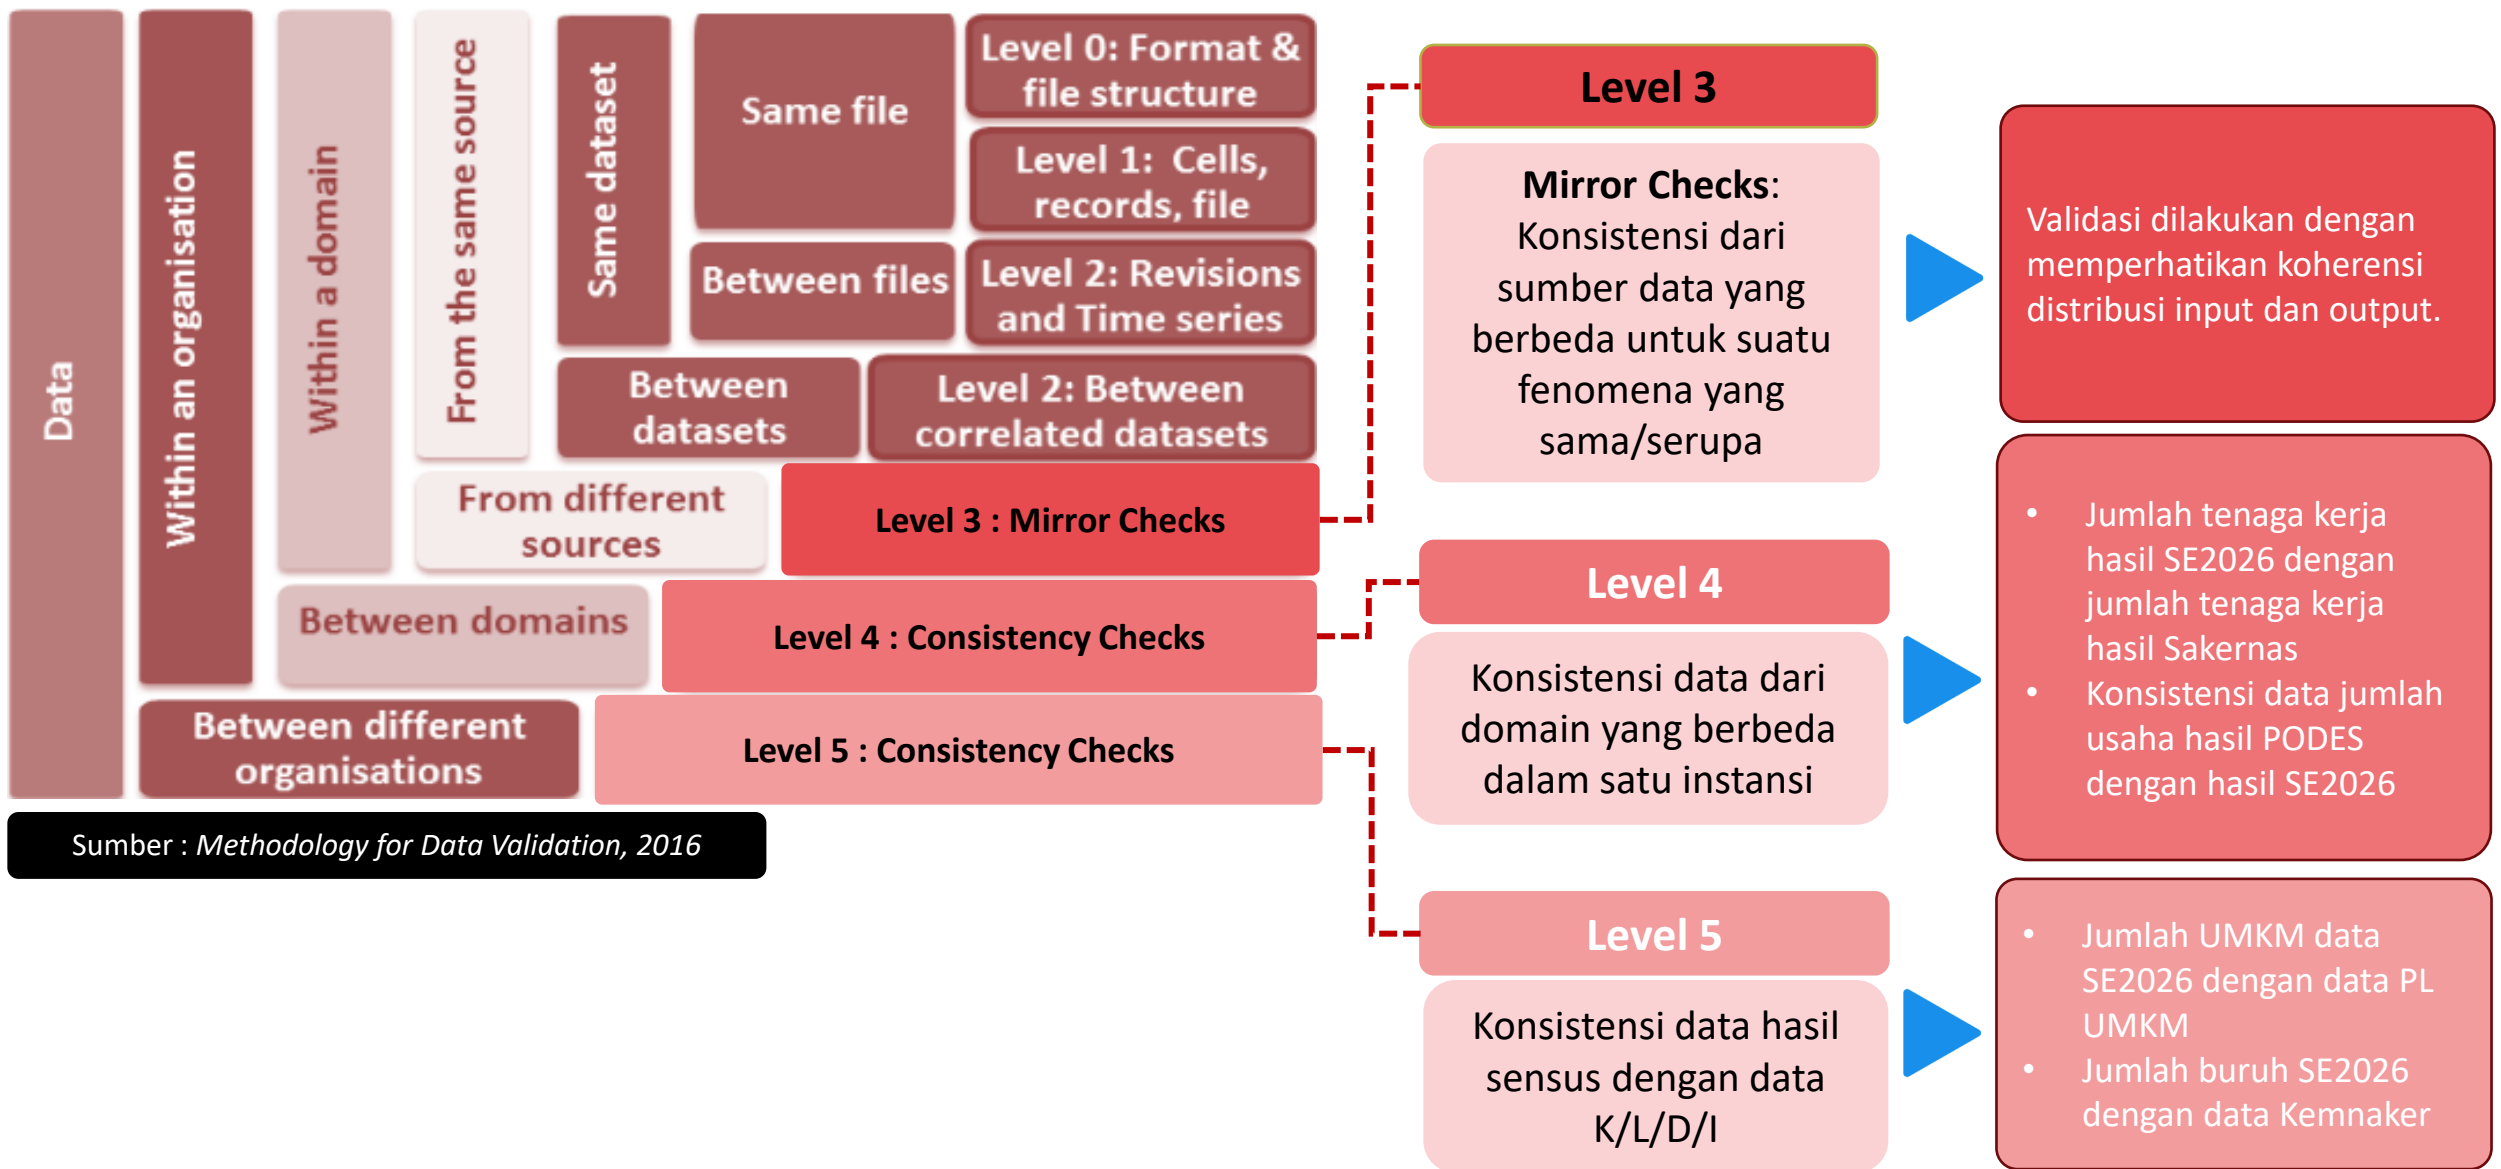 Data
Within an organisation
Within a domain
From the same source
Same dataset
Same file
Level 0: Format &
file structure
Level 1: Cells,
records, file
Between files
Level 2: Revisions
and Time series
Between
datasets
Level 2: Between
correlated datasets
From different
sources
Level 3 : Mirror Checks
Between domains
Level 4 : Consistency Checks
Between different
organisations
Level 5 : Consistency Checks
Sumber : Methodology for Data Validation, 2016
Level 3
Mirror Checks:
Konsistensi dari
sumber data yang
berbeda untuk suatu
fenomena yang
sama/serupa
Validasi dilakukan dengan
memperhatikan koherensi
distribusi input dan output.
Level 4
Konsistensi data dari
domain yang berbeda
dalam satu instansi
• Jumlah tenaga kerja
hasil SE2026 dengan
jumlah tenaga kerja
hasil Sakernas
• Konsistensi data jumlah
usaha hasil PODES
dengan hasil SE2026
Level 5
Konsistensi data hasil
sensus dengan data
K/L/D/I
• Jumlah UMKM data
SE2026 dengan data PL
UMKM
• Jumlah buruh SE2026
dengan data Kemnaker